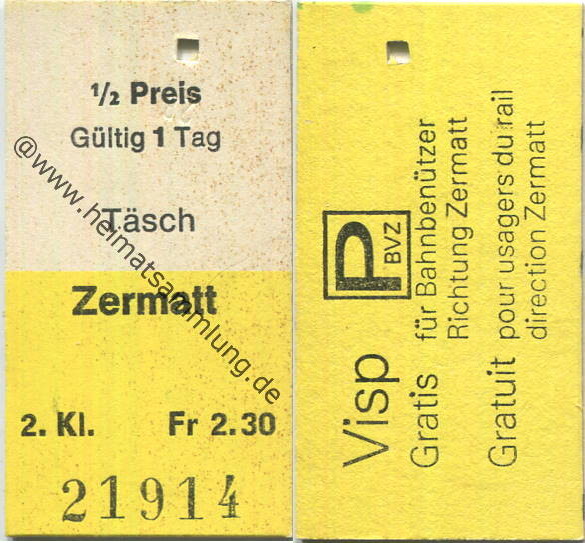 ½ Preis
Gültig 1 Tag
Täsch
Zermatt
2. Kl. Fr 2.30
21914
@www.heimatsammlung.de
Visp P BVZ
Gratis für Bahnbenützer
Richtung Zermatt
Gratuit pour usagers du rail
direction Zermatt